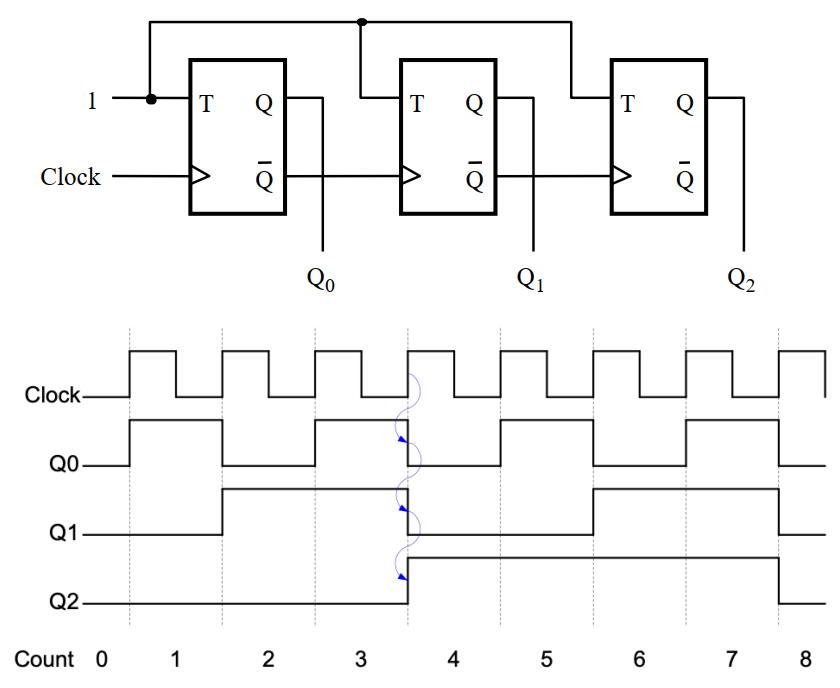 1 T Q T Q T Q
Clock Q̅ Q̅ Q̅
Q₀ Q₁ Q₂
Clock
Q0
Q1
Q2
Count 0 1 2 3 4 5 6 7 8